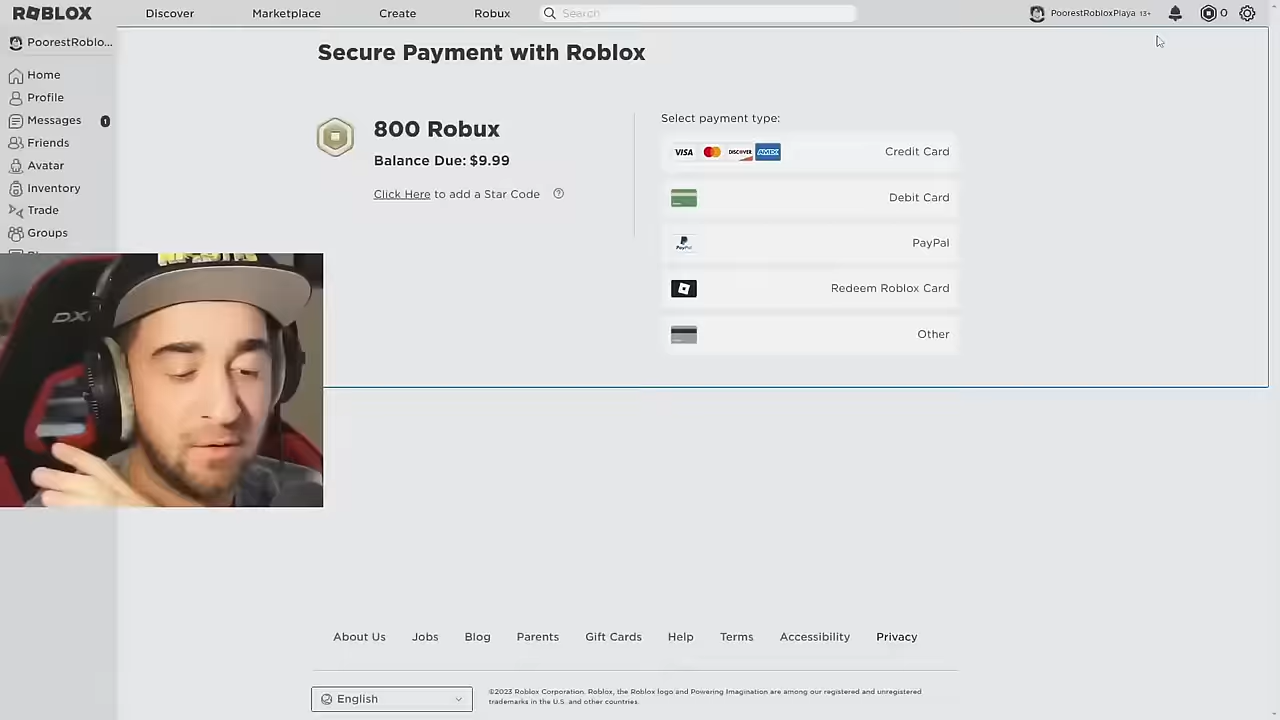 ROBLOX
Discover
Marketplace
Create
Robux
Search
PoorestRobloxPlaya 13+
0
PoorestRoblo...
Home
Profile
Messages
1
Friends
Avatar
Inventory
Trade
Groups
Secure Payment with Roblox
800 Robux
Balance Due: $9.99
Click Here to add a Star Code
Select payment type:
VISA
DISCOVER
AMEX
Credit Card
Debit Card
PayPal
PayPal
Redeem Roblox Card
Other
DX
About Us
Jobs
Blog
Parents
Gift Cards
Help
Terms
Accessibility
Privacy
English
©2023 Roblox Corporation. Roblox, the Roblox logo and Powering Imagination are among our registered and unregistered
trademarks in the U.S. and other countries.